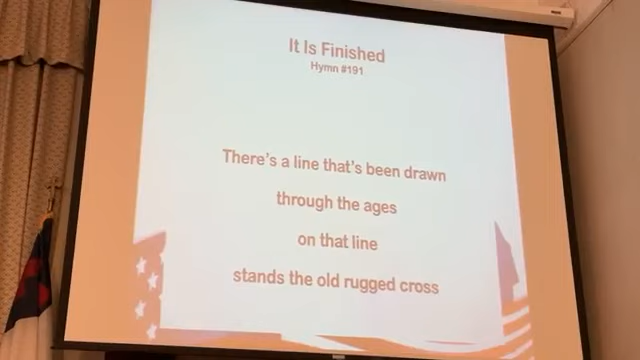 It Is Finished
Hymn #191
There's a line that's been drawn
through the ages
on that line
stands the old rugged cross